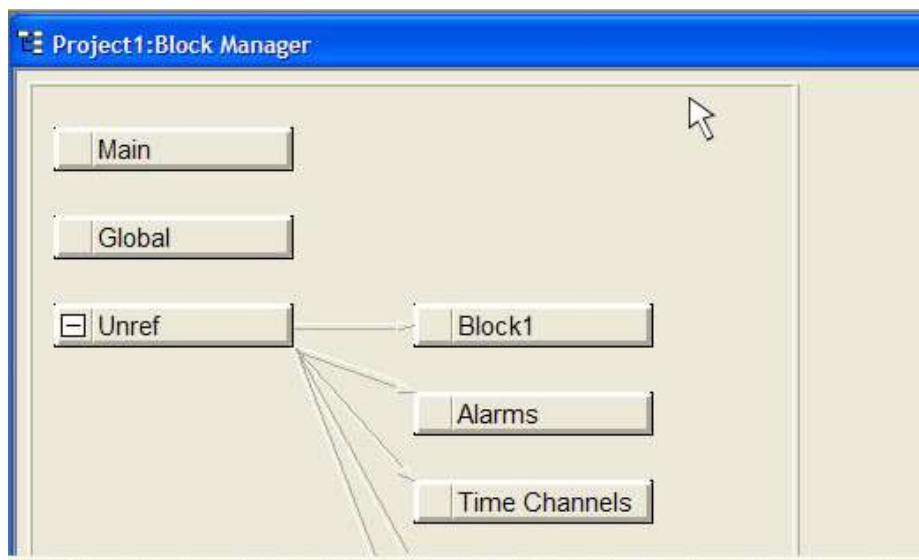 Project1:Block Manager
Main
Global
Unref
Block1
Alarms
Time Channels